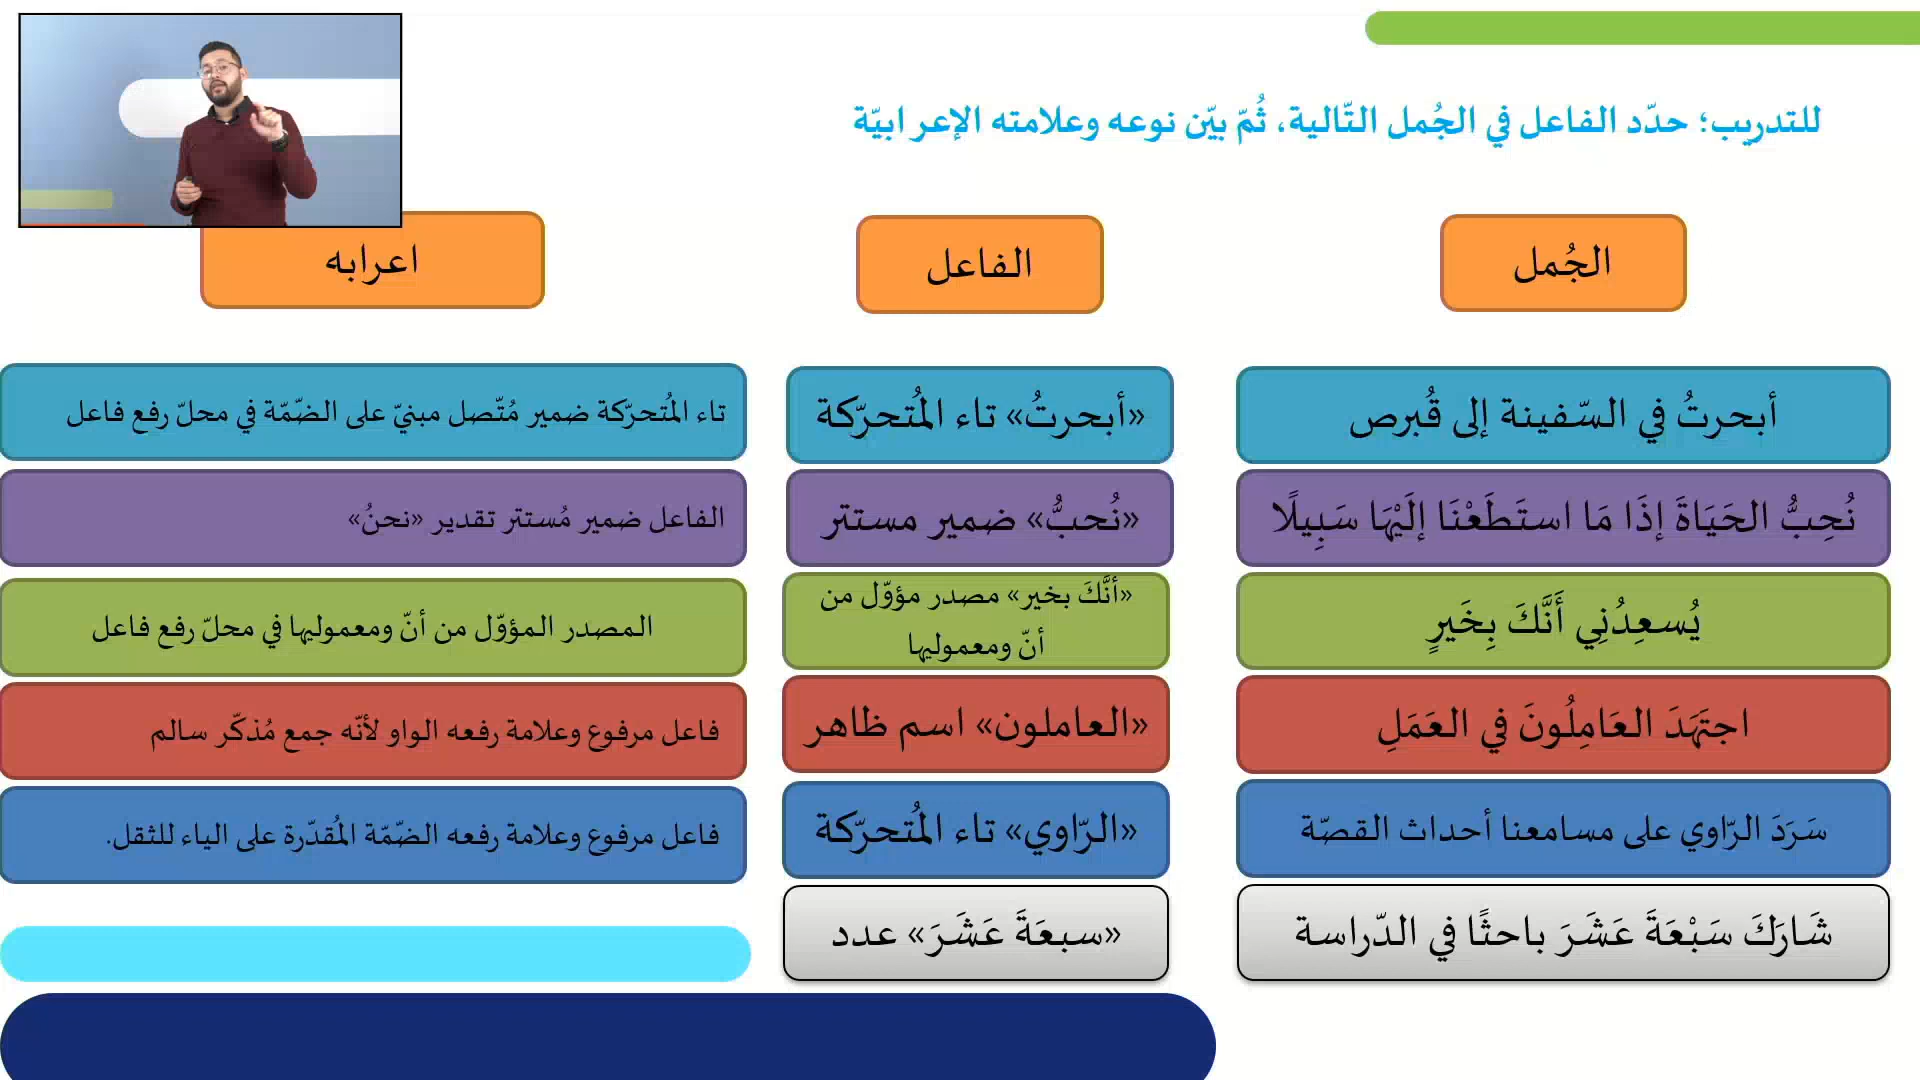 للتدريب؛ حدّد الفاعل في الجُمل التّالية، ثُمّ بيّن نوعه وعلامته الإعرابيّة
الجُمل
الفاعل
اعرابه
أبحرتُ في السّفينة إلى قُبرص
«أبحرتُ» تاء المُتحرّكة
تاء المُتحرّكة ضمير مُتّصل مبنيّ على الضّمّة في محلّ رفع فاعل
نُحِبُّ الحَيَاةَ إذَا مَا استَطَعْنَا إلَيْهَا سَبِيلًا
«نُحبُّ» ضمير مستتر
الفاعل ضمير مُستتر تقدير «نحنُ»
يُسعِدُنِي أَنَّكَ بِخَيرٍ
«أنَّكَ بخير» مصدر مؤوّل من
أنّ ومعموليها
المصدر المؤوّل من أنّ ومعموليها في محلّ رفع فاعل
اجتَهَدَ العَامِلُونَ في العَمَلِ
«العاملون» اسم ظاهر
فاعل مرفوع وعلامة رفعه الواو لأنّه جمع مُذكّر سالم
سَرَدَ الرّاوي على مسامعنا أحداث القصّة
«الرّاوي» تاء المُتحرّكة
فاعل مرفوع وعلامة رفعه الضّمّة المُقدّرة على الياء للثقل.
شَارَكَ سَبْعَةَ عَشَرَ باحثًا في الدّراسة
«سبعَةَ عَشَرَ» عدد